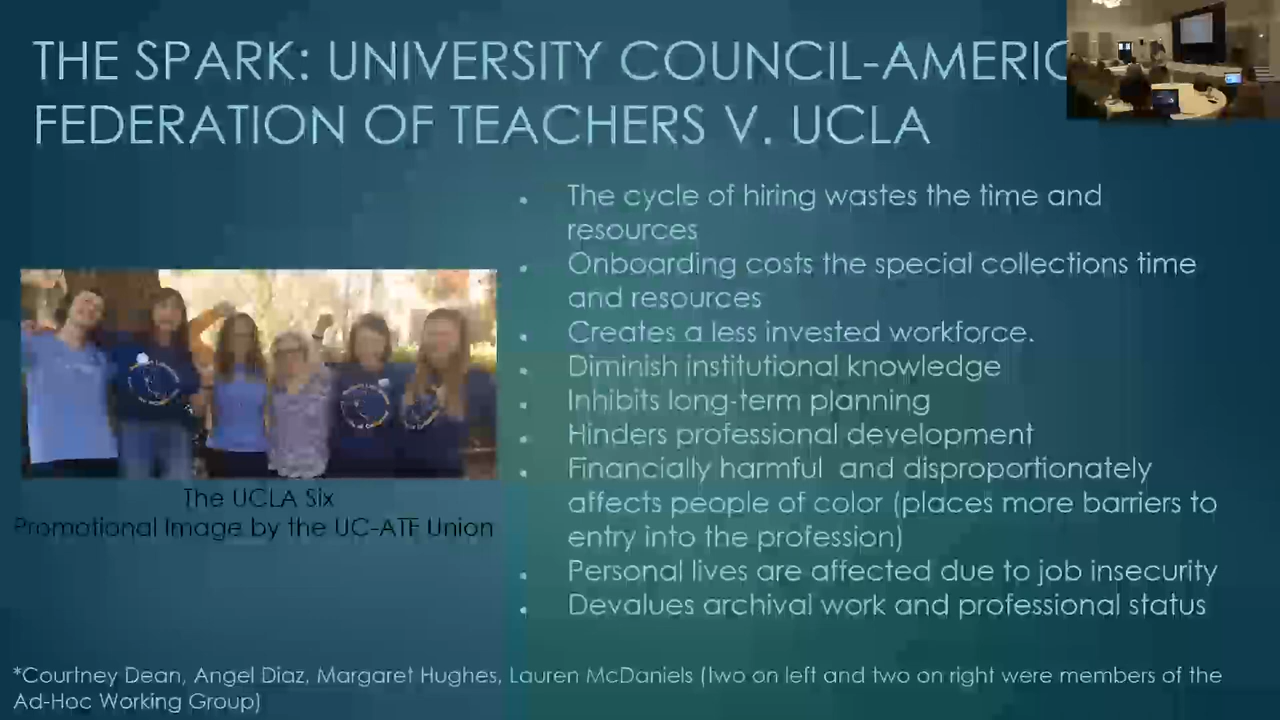 THE SPARK: UNIVERSITY COUNCIL-AMERIC
FEDERATION OF TEACHERS V. UCLA
The cycle of hiring wastes the time and
resources
Onboarding costs the special collections time
and resources
Creates a less invested workforce.
Diminish institutional knowledge
Inhibits long-term planning
Hinders professional development
Financially harmful and disproportionately
affects people of color (places more barriers to
entry into the profession)
Personal lives are affected due to job insecurity
Devalues archival work and professional status
The UCLA Six
Promotional Image by the UC-ATF Union
*Courtney Dean, Angel Diaz, Margaret Hughes, Lauren McDaniels (two on left and two on right were members of the
Ad-Hoc Working Group)